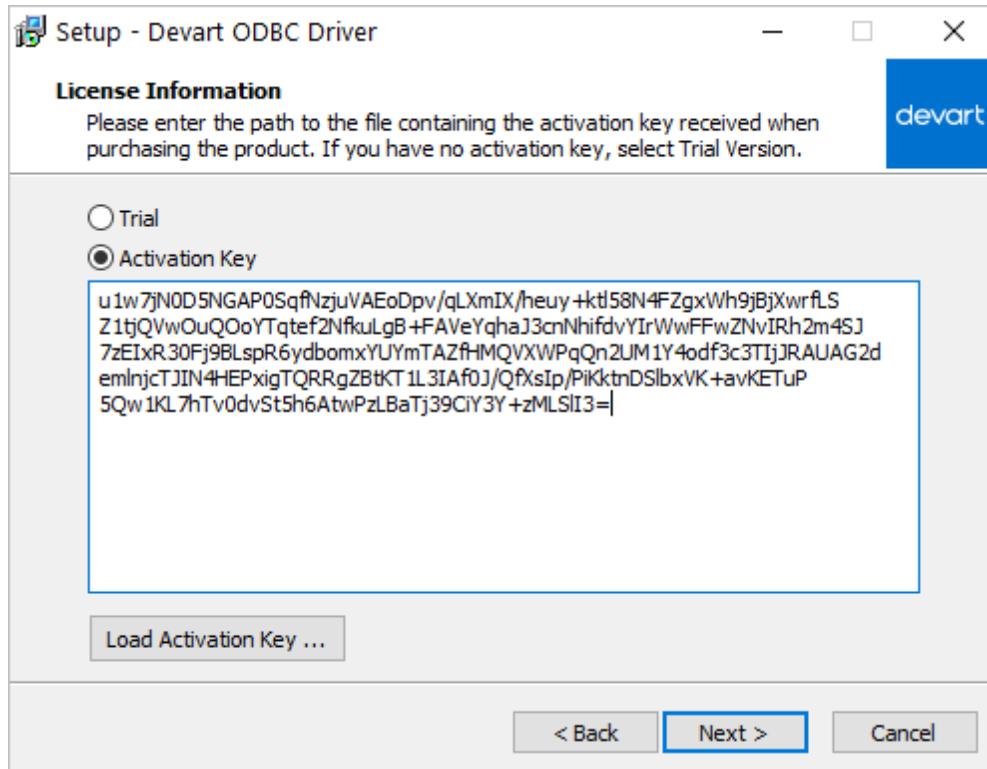 Setup - Devart ODBC Driver
License Information
Please enter the path to the file containing the activation key received when
purchasing the product. If you have no activation key, select Trial Version.
devart
Trial
Activation Key
u1w7jN0D5NGAP0SqfNzjuVAEoDpv/qLXmIX/heuy+ktl58N4FZgxWh9jBjXwrfLS
Z1tjQVwOuQOoYTqtef2NfkuLgB+FAVeYqhaJ3cnNhifdvYIrWwFFwZNvIRh2m4SJ
7zEIxR30Fj9BLspR6ydbomxYUYmTAZfHMQVXWPqQn2UM1Y4odf3c3TIjJRAUAG2d
emlnjcTJIN4HEPxigTQRRgZBtKT1L3IAf0J/QfXsIp/PiKktnDSlbxVK+avKETuP
5Qw1KL7hTv0dvSt5h6AtwPzLBaTj39CiY3Y+zMLSlI3=
Load Activation Key ...
< Back
Next >
Cancel